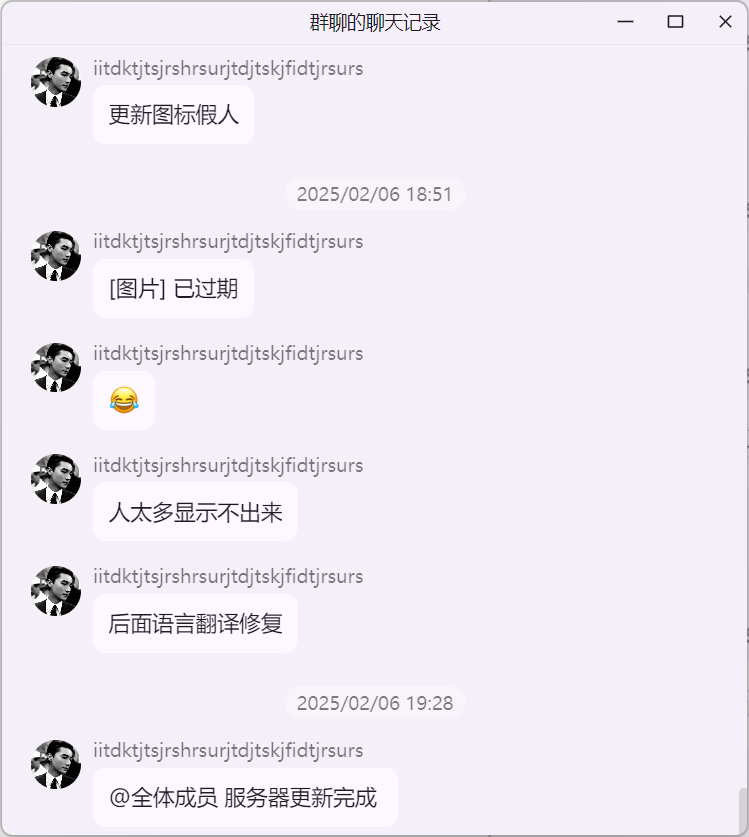 群聊的聊天记录
iitdktjtsjrshrsurjtdjtskjfidtjrsurs
更新图标假人
2025/02/06 18:51
iitdktjtsjrshrsurjtdjtskjfidtjrsurs
[图片] 已过期
iitdktjtsjrshrsurjtdjtskjfidtjrsurs
😂
iitdktjtsjrshrsurjtdjtskjfidtjrsurs
人太多显示不出来
iitdktjtsjrshrsurjtdjtskjfidtjrsurs
后面语言翻译修复
2025/02/06 19:28
iitdktjtsjrshrsurjtdjtskjfidtjrsurs
@全体成员 服务器更新完成